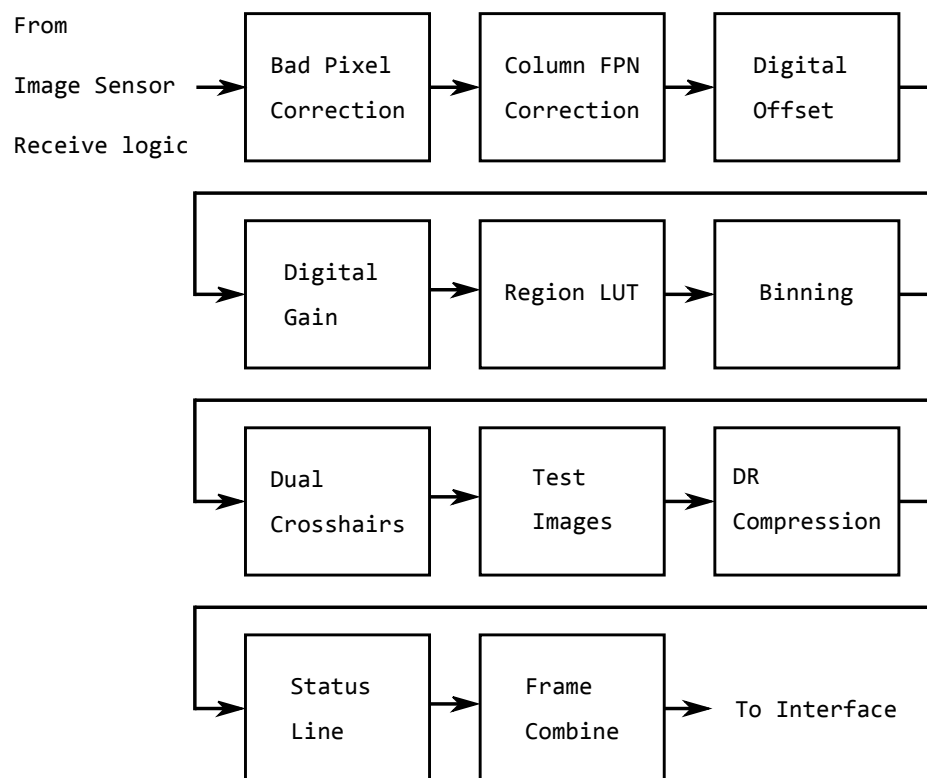 From
Image Sensor
Receive logic
Bad Pixel
Correction
Column FPN
Correction
Digital
Offset
Digital
Gain
Region LUT
Binning
Dual
Crosshairs
Test
Images
DR
Compression
Status
Line
Frame
Combine
To Interface